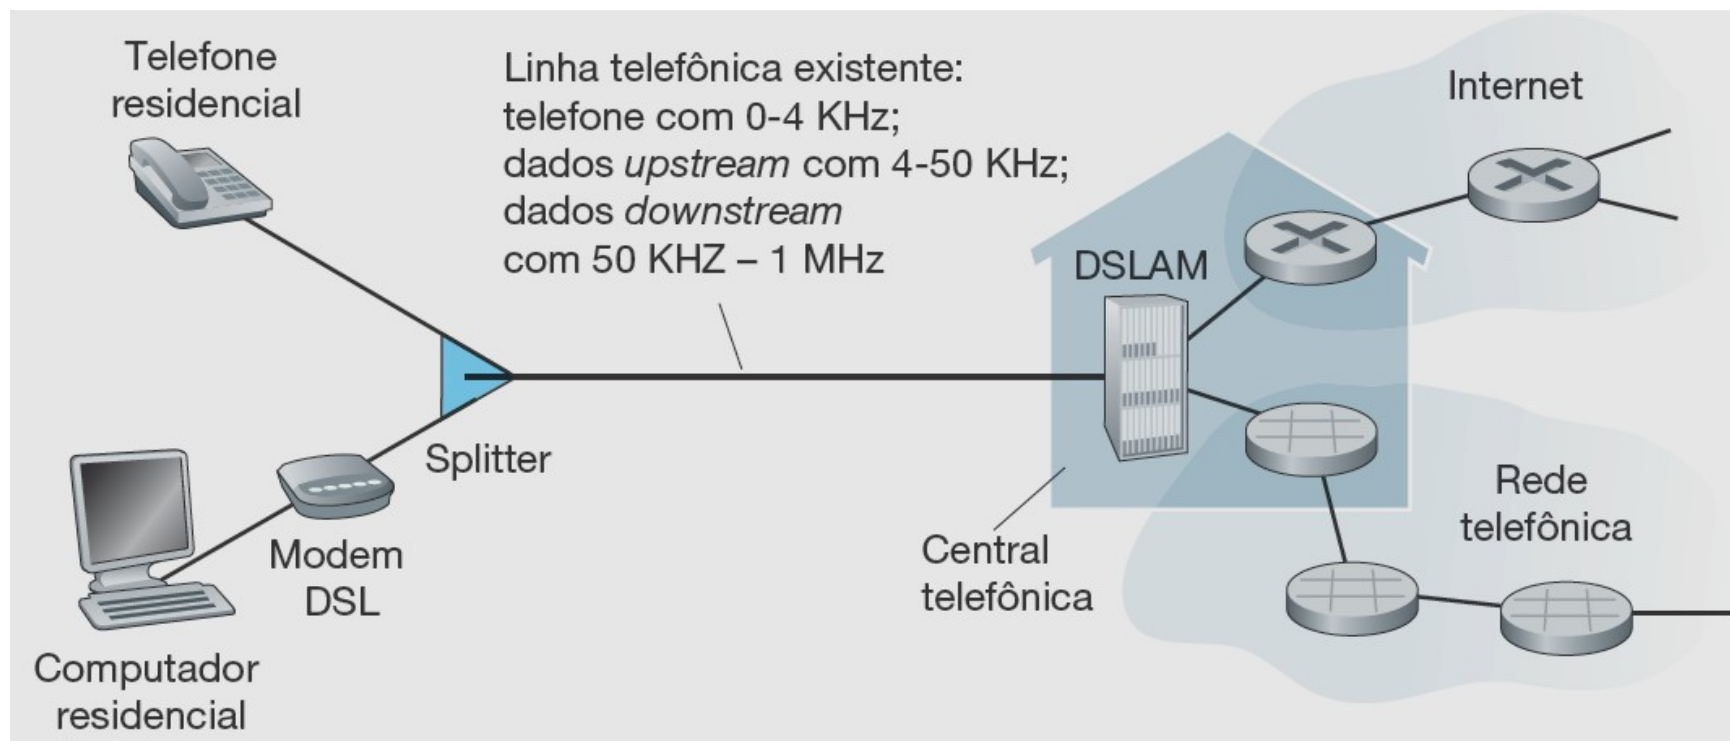 Telefone
residencial
Linha telefônica existente:
telefone com 0-4 KHz;
dados upstream com 4-50 KHz;
dados downstream
com 50 KHZ – 1 MHz
Internet
DSLAM
Splitter
Modem
DSL
Computador
residencial
Central
telefônica
Rede
telefônica